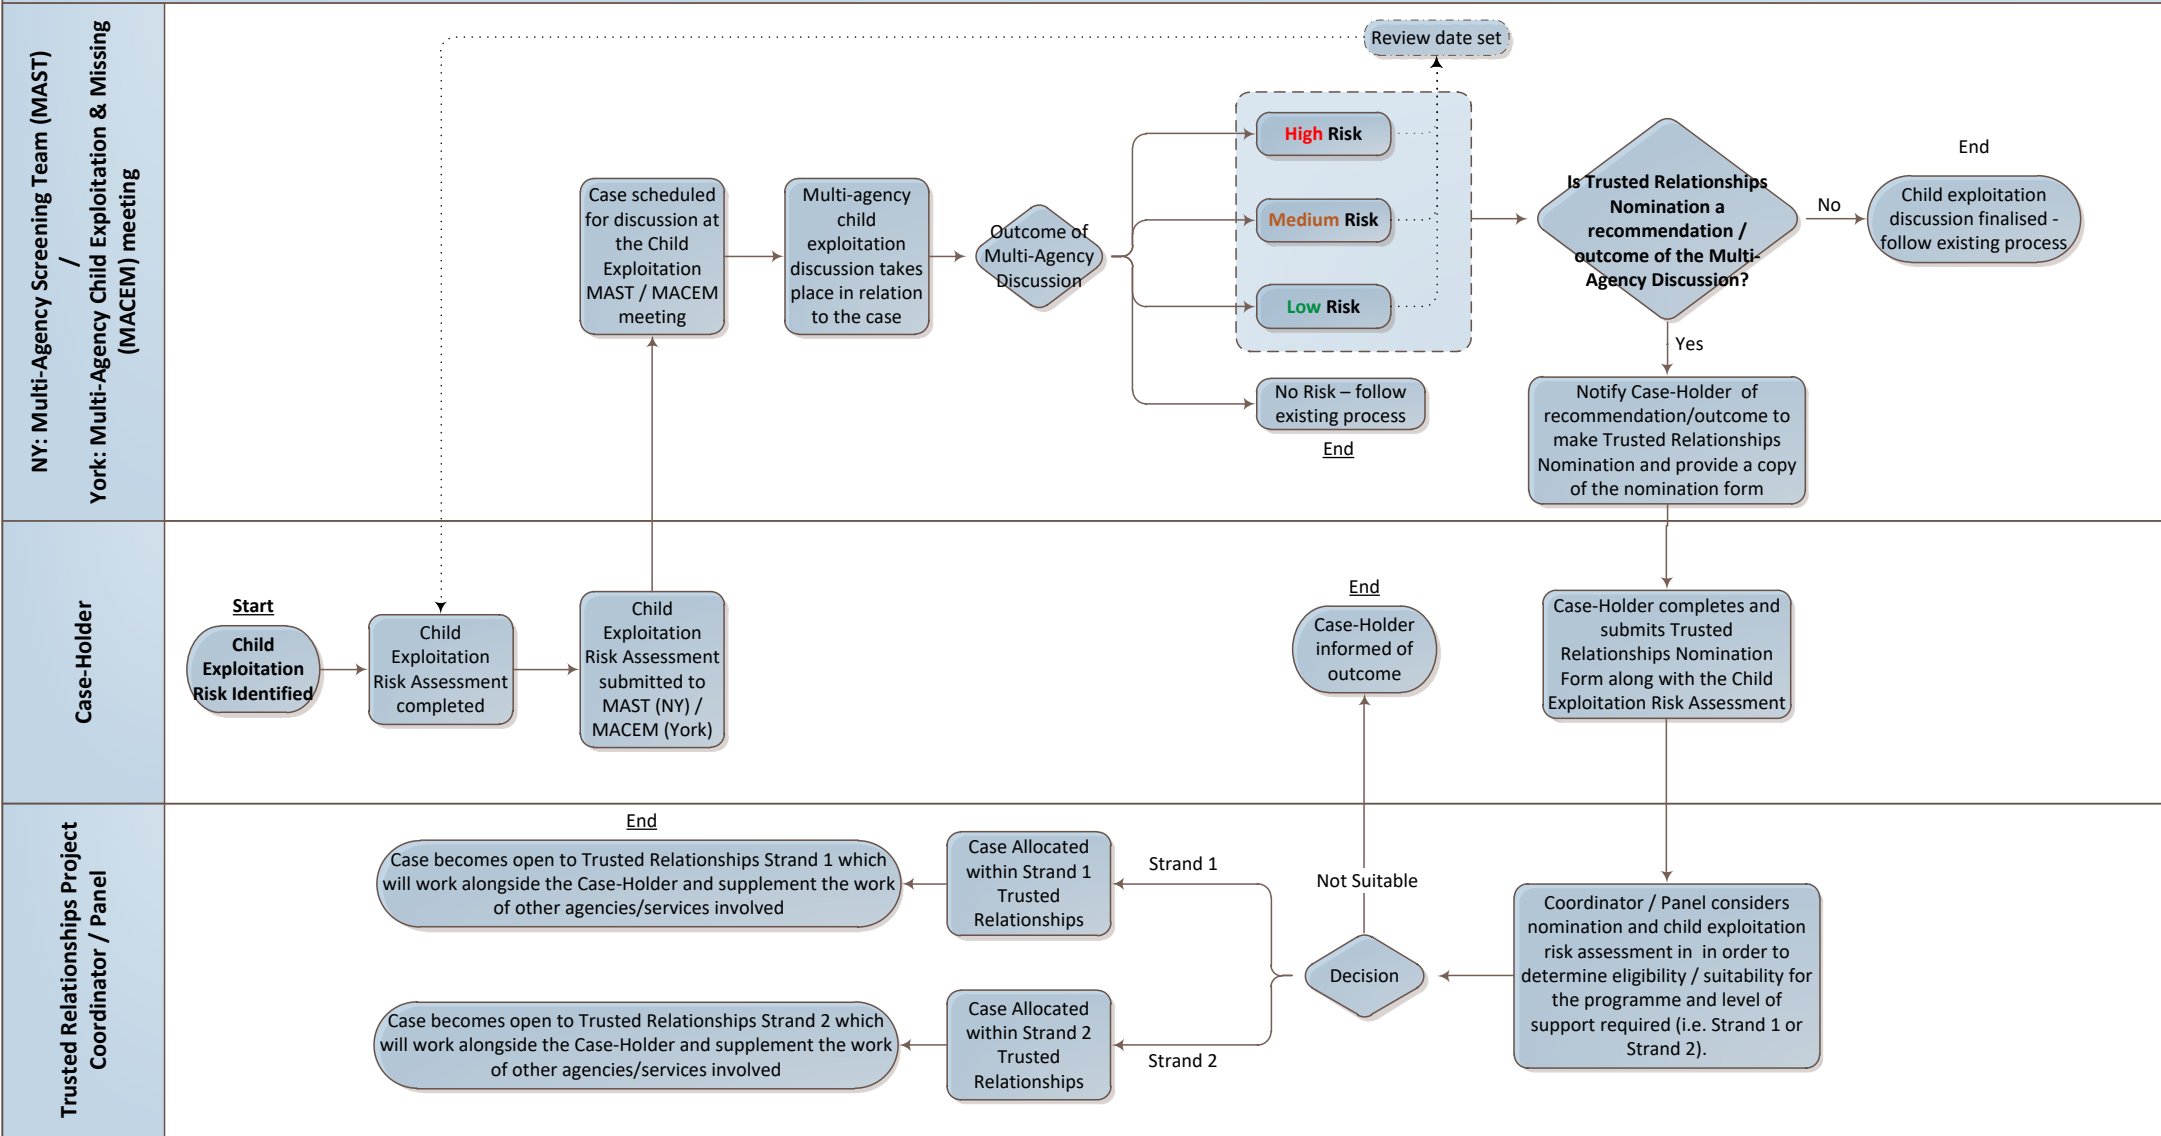 NY: Multi-Agency Screening Team (MAST)
/
York: Multi-Agency Child Exploitation & Missing
(MACEM) meeting
Review date set
Case scheduled
for discussion at
the Child
Exploitation
MAST / MACEM
meeting
Multi-agency
child
exploitation
discussion takes
place in relation
to the case
Outcome of
Multi-Agency
Discussion
High Risk
Medium Risk
Low Risk
No Risk – follow
existing process
End
Is Trusted Relationships
Nomination a
recommendation /
outcome of the Multi-
Agency Discussion?
No
End
Child exploitation
discussion finalised -
follow existing process
Yes
Notify Case-Holder of
recommendation/outcome to
make Trusted Relationships
Nomination and provide a copy
of the nomination form
Case-Holder
Start
Child
Exploitation
Risk Identified
Child
Exploitation
Risk Assessment
completed
Child
Exploitation
Risk Assessment
submitted to
MAST (NY) /
MACEM (York)
End
Case-Holder
informed of
outcome
Case-Holder completes and
submits Trusted
Relationships Nomination
Form along with the Child
Exploitation Risk Assessment
Trusted Relationships Project
Coordinator / Panel
End
Case becomes open to Trusted Relationships Strand 1 which
will work alongside the Case-Holder and supplement the work
of other agencies/services involved
Case Allocated
within Strand 1
Trusted
Relationships
Strand 1
Not Suitable
Decision
Coordinator / Panel considers
nomination and child exploitation
risk assessment in in order to
determine eligibility / suitability for
the programme and level of
support required (i.e. Strand 1 or
Strand 2).
Case becomes open to Trusted Relationships Strand 2 which
will work alongside the Case-Holder and supplement the work
of other agencies/services involved
Case Allocated
within Strand 2
Trusted
Relationships
Strand 2